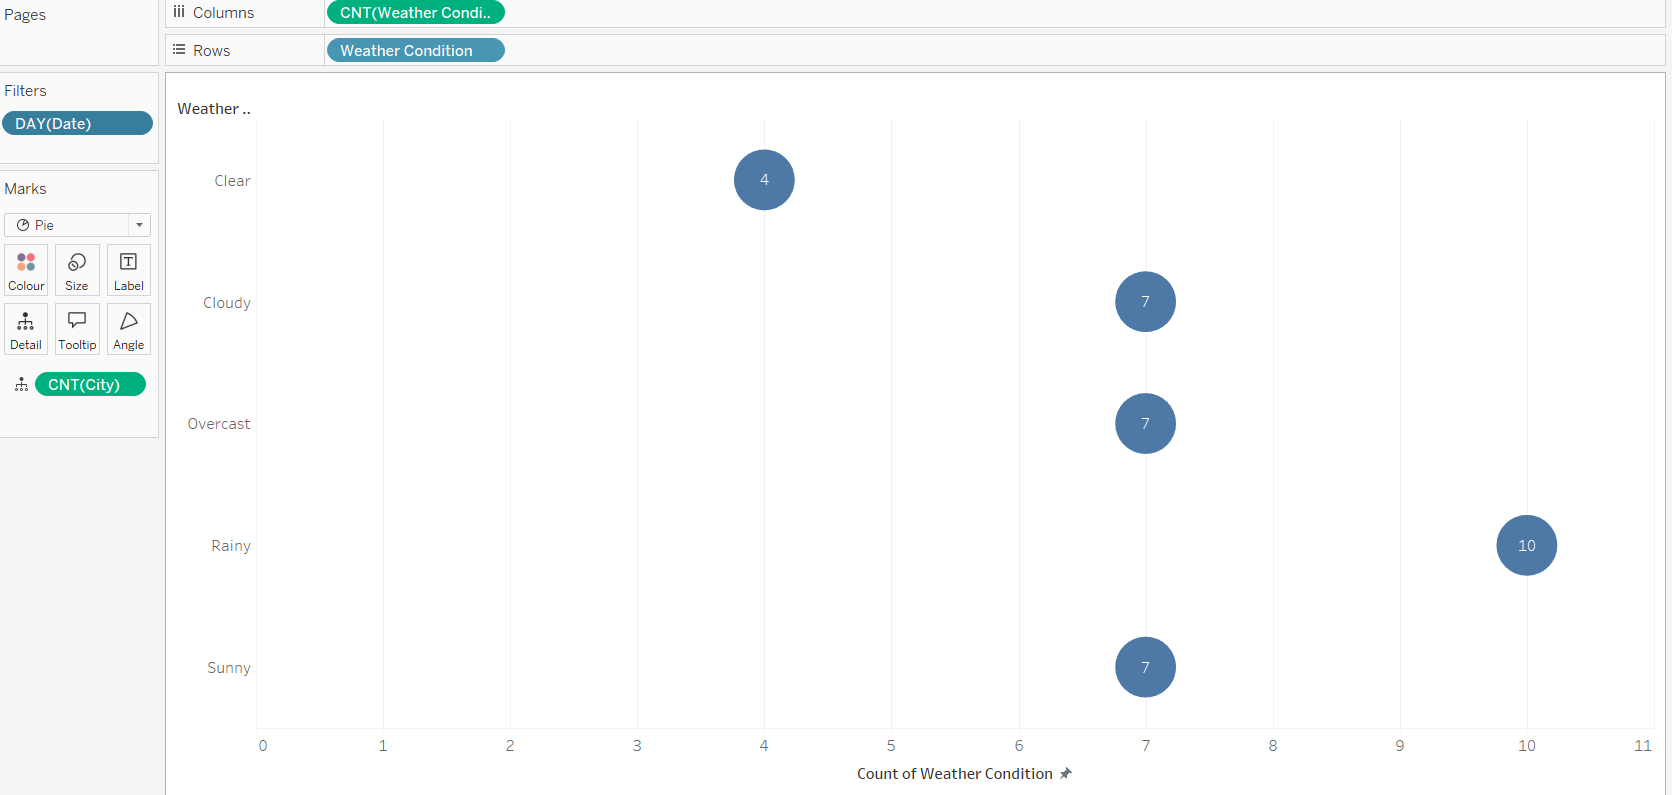 Pages
Columns
CNT(Weather Condi..
Rows
Weather Condition
Filters
DAY(Date)
Marks
Pie
Colour
Size
T
Label
Detail
Tooltip
Angle
CNT(City)
Weather ..
Clear
4
Cloudy
7
Overcast
7
Rainy
10
Sunny
7
0 1 2 3 4 5 6 7 8 9 10 11
Count of Weather Condition